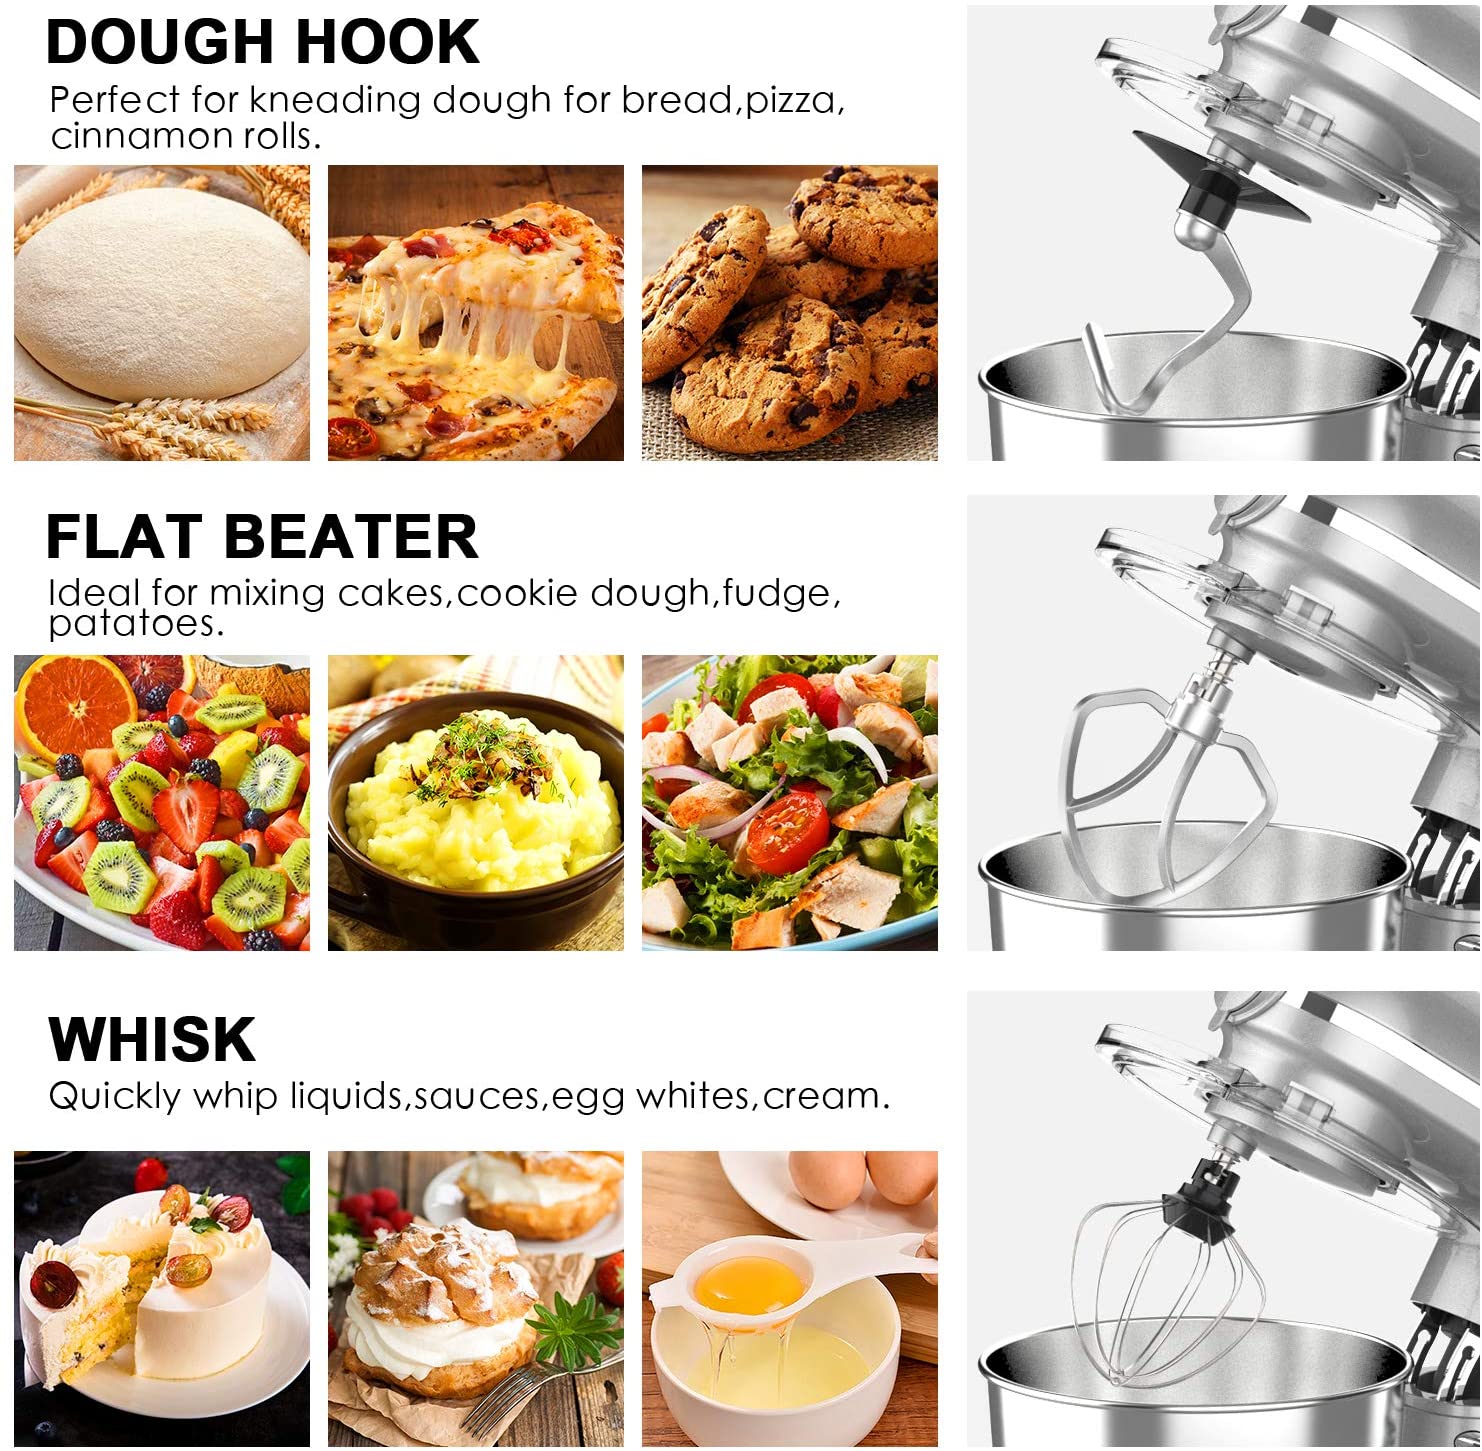 DOUGH HOOK
Perfect for kneading dough for bread,pizza,
cinnamon rolls.
FLAT BEATER
Ideal for mixing cakes,cookie dough,fudge,
patatoes.
WHISK
Quickly whip liquids,sauces,egg whites,cream.